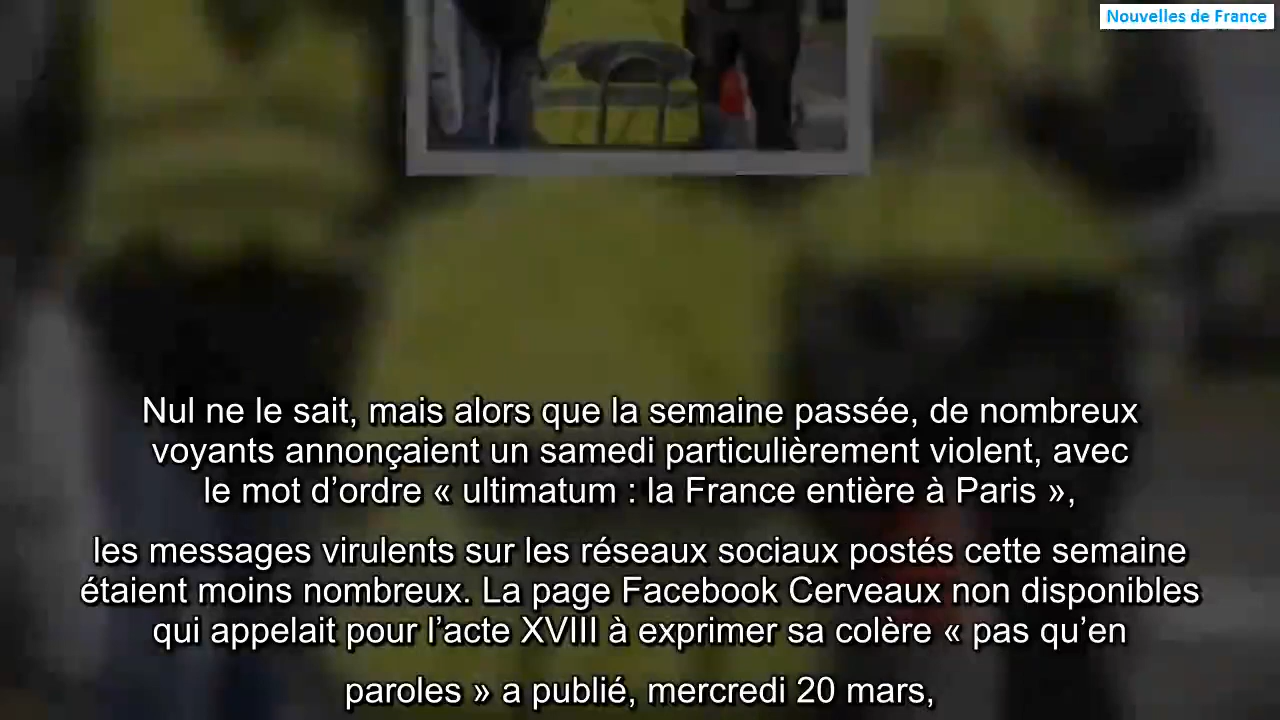 Nouvelles de France
Nul ne le sait, mais alors que la semaine passée, de nombreux
voyants annonçaient un samedi particulièrement violent, avec
le mot d’ordre « ultimatum : la France entière à Paris »,
les messages virulents sur les réseaux sociaux postés cette semaine
étaient moins nombreux. La page Facebook Cerveaux non disponibles
qui appelait pour l’acte XVIII à exprimer sa colère « pas qu’en
paroles » a publié, mercredi 20 mars,